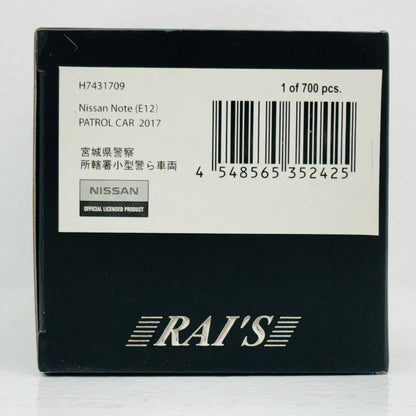 H7431709
1 of 700 pcs.
Nissan Note (E12)
PATROL CAR 2017
宮城県警察
所轄署小型警ら車両
4 548565 352425
NISSAN
OFFICIAL LICENSED PRODUCT
RAI'S